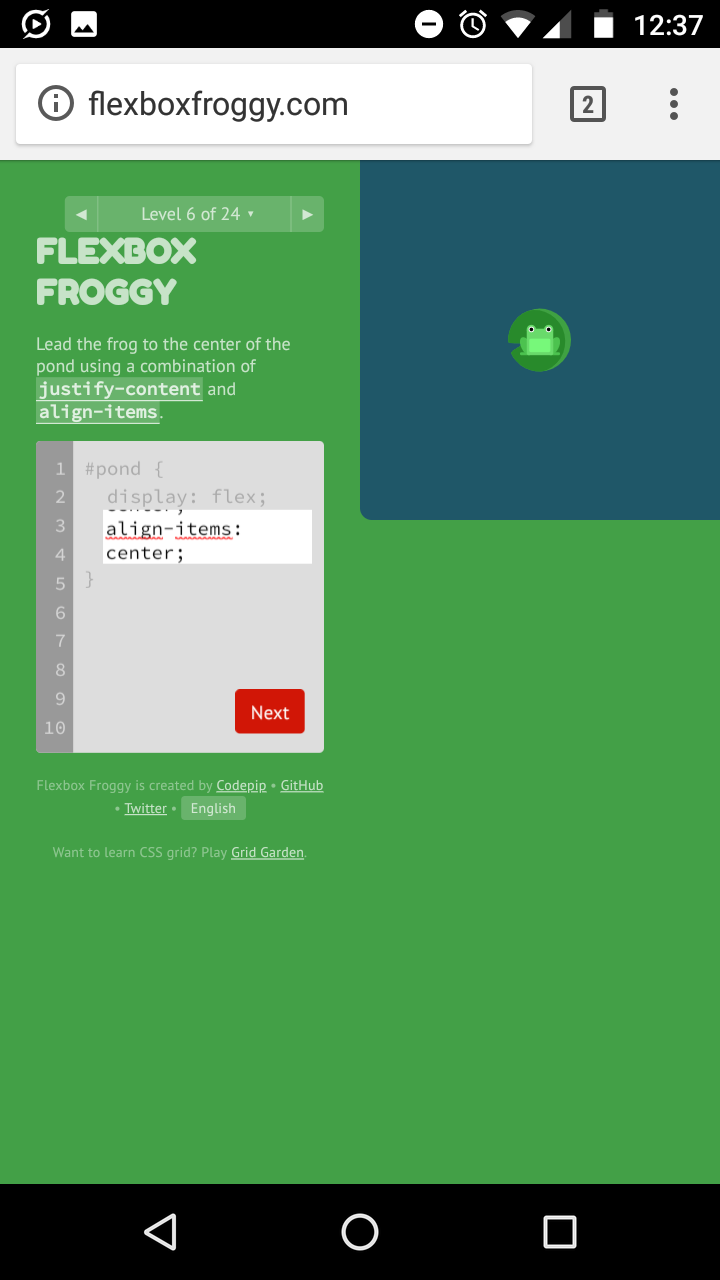 12:37
flexboxfroggy.com
2
◀ Level 6 of 24 ▾ ▶
FLEXBOX
FROGGY
Lead the frog to the center of the
pond using a combination of
justify-content and
align-items.
1 #pond {
2 display: flex;
center;
3 align-items:
4 center;
5 }
6
7
8
9
Next
10
Flexbox Froggy is created by Codepip • GitHub
• Twitter • English
Want to learn CSS grid? Play Grid Garden.